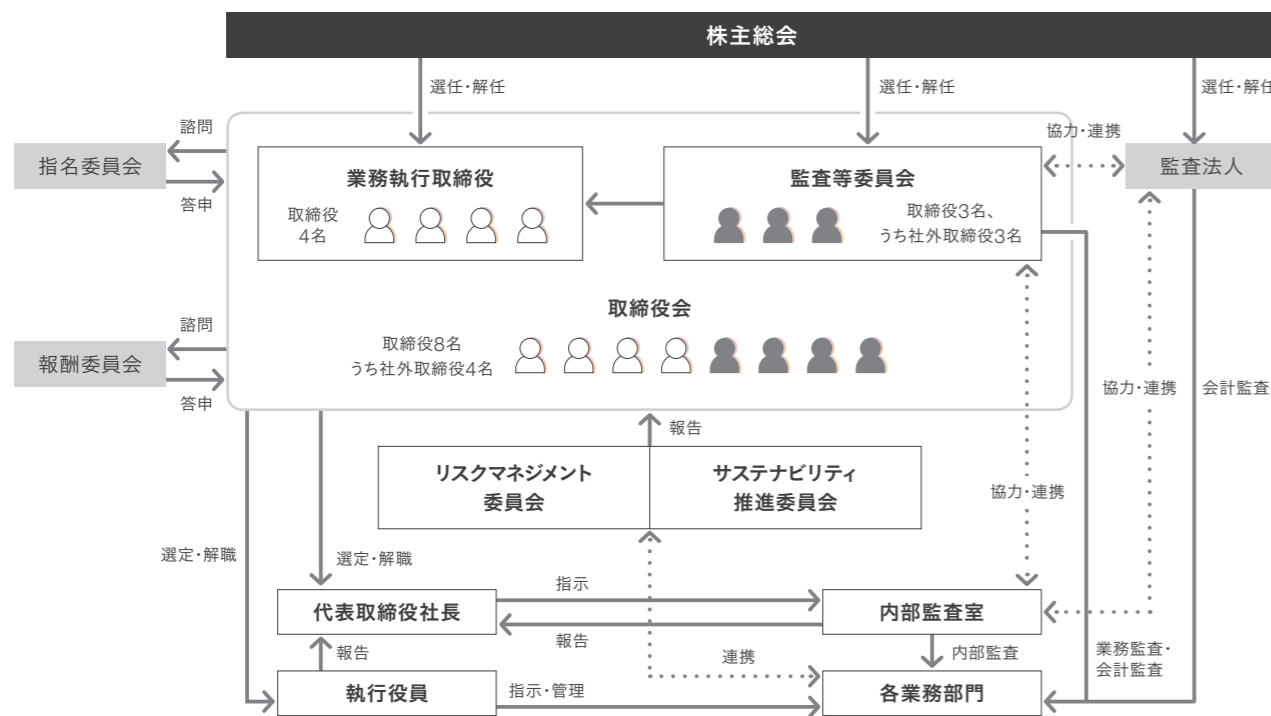 株主総会
選任・解任
選任・解任
選任・解任
諮問
指名委員会
答申
業務執行取締役
取締役
4名
監査等委員会
取締役3名、
うち社外取締役3名
協力・連携
監査法人
取締役会
取締役8名
うち社外取締役4名
諮問
報酬委員会
答申
協力・連携
会計監査
報告
リスクマネジメント
委員会
サステナビリティ
推進委員会
協力・連携
選定・解職
選定・解職
代表取締役社長
指示
報告
内部監査室
報告
連携
内部監査
業務監査・
会計監査
執行役員
指示・管理
各業務部門